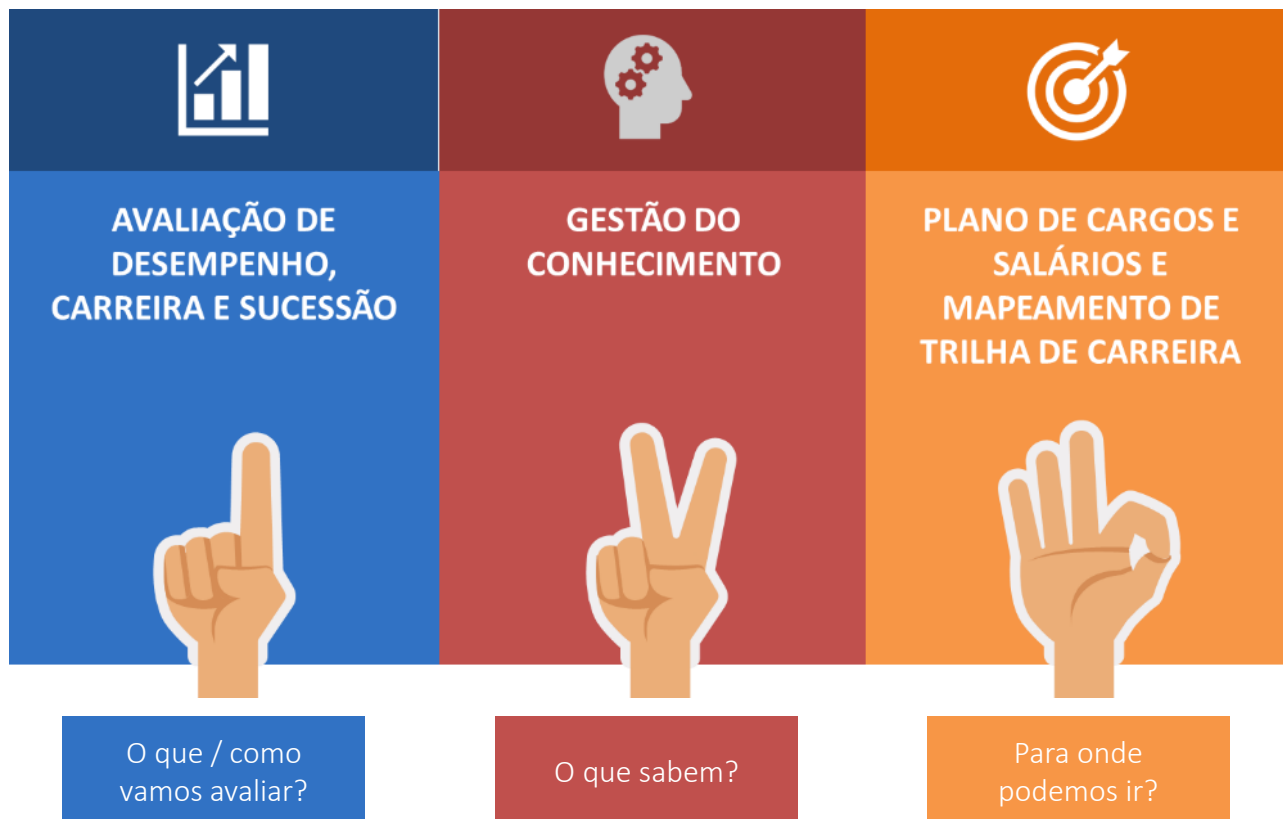 AVALIAÇÃO DE
DESEMPENHO,
CARREIRA E SUCESSÃO
GESTÃO DO
CONHECIMENTO
PLANO DE CARGOS E
SALÁRIOS E
MAPEAMENTO DE
TRILHA DE CARREIRA
O que / como
vamos avaliar?
O que sabem?
Para onde
podemos ir?